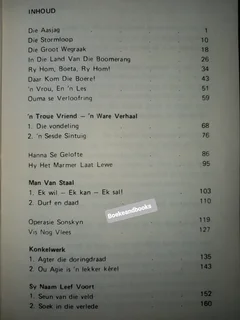 INHOUD
Die Aasjag 1
Die Stormloop 10
Die Groot Wegraak 18
In Die Land Van Die Boomerang 26
Ry Hom, Boeta, Ry Hom! 34
Daar Kom Die Boere! 43
'n Vrou, En 'n Les 51
Ouma se Verloofring 59
'n Troue Vriend — 'n Ware Verhaal
1. Die vondeling 68
2. 'n Sesde Sintuig 76
Hanna Se Gelofte 86
Hy Het Marmer Laat Lewe 95
Man Van Staal
1. Ek wil — Ek kan — Ek sal! 103
2. Durf en daad 110
Booksandbooks
Operasie Sonskyn 119
Vis Nog Vlees 127
Konkelwerk
1. Agter die doringdraad 135
2. Ou Agie is 'n lekker kêrel 143
Sy Naam Leef Voort
1. Seun van die veld 152
2. Soek in die verlede 160